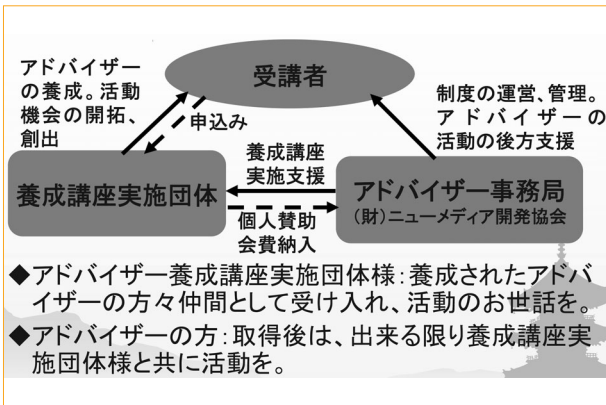 受講者
アドバイザー
の養成。活動
機会の開拓、
創出
申込み
制度の運営、管理。
アドバイザーの
活動の後方支援
養成講座
実施支援
養成講座実施団体
アドバイザー事務局
(財)ニューメディア開発協会
個人賛助
会費納入
◆アドバイザー養成講座実施団体様:養成されたアドバ
イザーの方々仲間として受け入れ、活動のお世話を。
◆アドバイザーの方:取得後は、出来る限り養成講座実
施団体様と共に活動を。